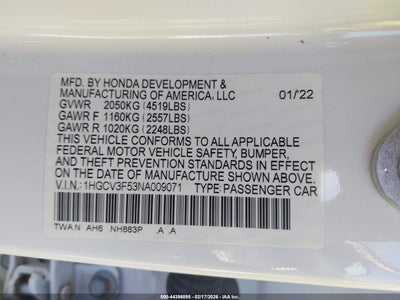 MFD. BY HONDA DEVELOPMENT &
MANUFACTURING OF AMERICA, LLC 01/'22
GVWR 2050KG (4519LBS)
GAWR F 1160KG (2557LBS)
GAWR R 1020KG (2248LBS)
THIS VEHICLE CONFORMS TO ALL APPLICABLE
FEDERAL MOTOR VEHICLE SAFETY, BUMPER,
AND THEFT PREVENTION STANDARDS IN
EFFECT ON THE DATE OF MANUFACTURE SHOWN ABOVE.
V.I.N.: 1HGCV3F53NA009071 TYPE: PASSENGER CAR
TWA N AH6 NH883P .A .A
000-44396895 - 02/17/2026 - IAA Inc.